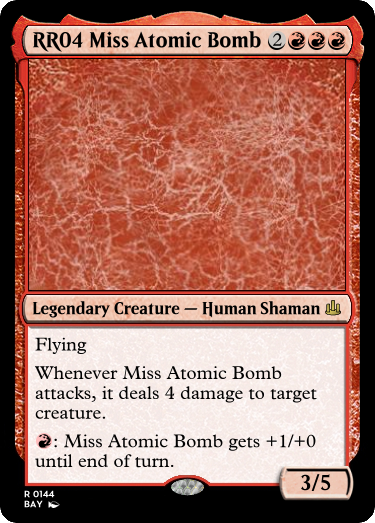 RR04 Miss Atomic Bomb 2
Legendary Creature — Human Shaman
Flying
Whenever Miss Atomic Bomb
attacks, it deals 4 damage to target
creature.
: Miss Atomic Bomb gets +1/+0
until end of turn.
3/5
R 0144
BAY